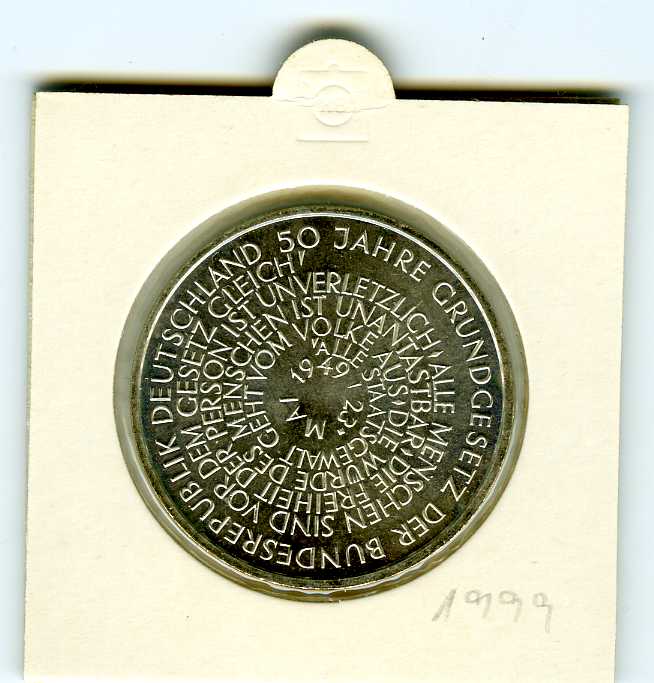 50 JAHRE GRUNDGESETZ DER BUNDESREPUBLIK DEUTSCHLAND
'ALLE STAATSGEWALT GEHT VOM VOLKE AUS' 'DIE WÜRDE DES MENSCHEN IST UNANTASTBAR' 'DIE FREIHEIT DER PERSON IST UNVERLETZLICH' 'ALLE MENSCHEN SIND VOR DEM GESETZ GLEICH'
23. MAI 1949
1999